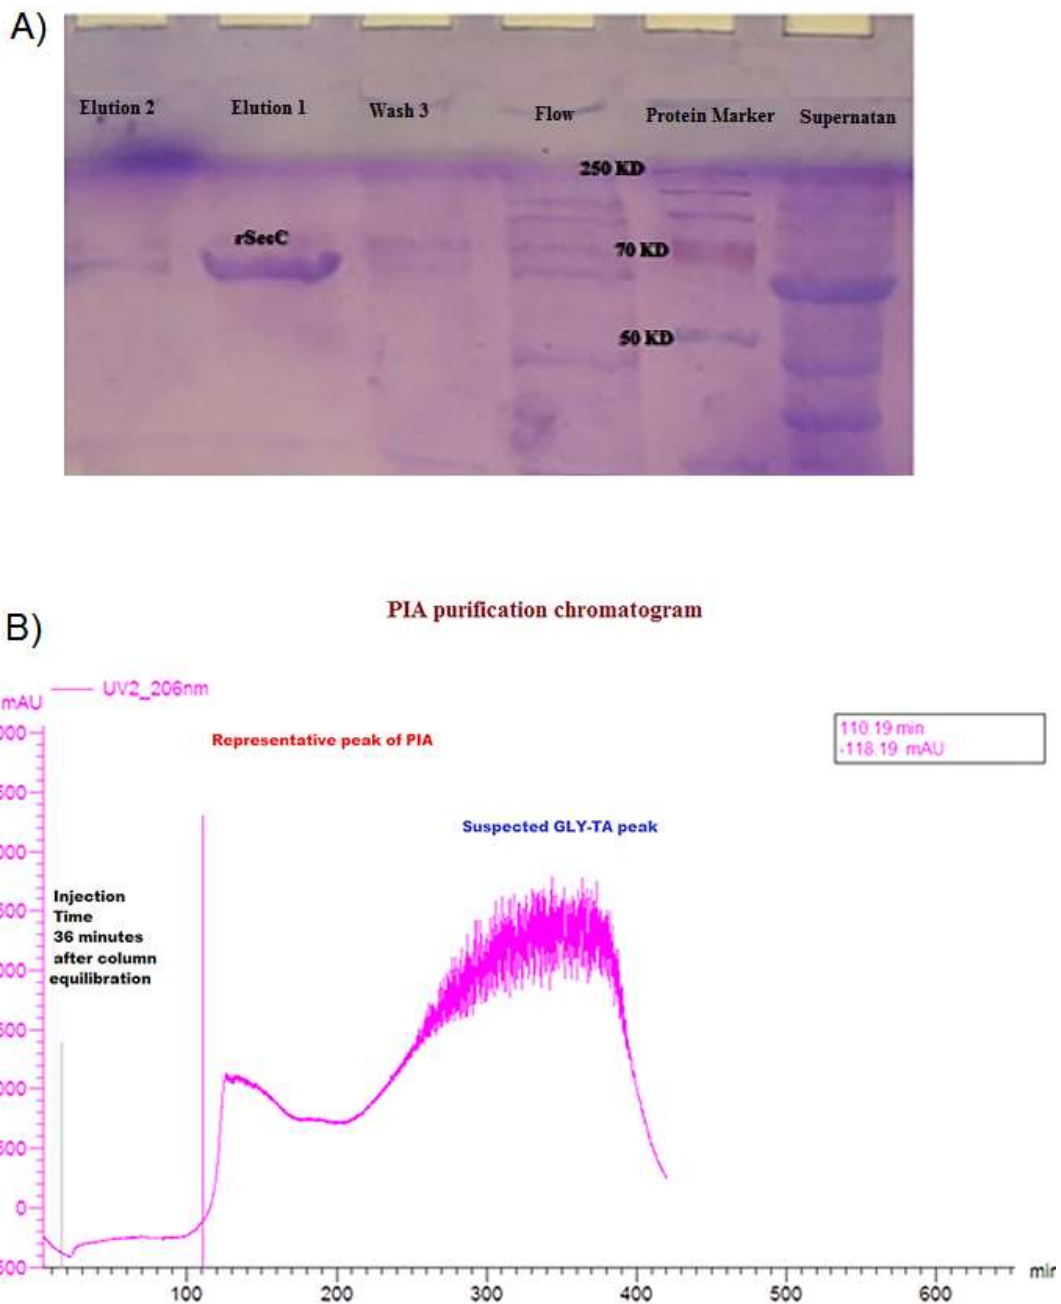 A)
Elution 2 Elution 1 Wash 3 Flow Protein Marker Supernatan
250 KD
rSecC
70 KD
50 KD
PIA purification chromatogram
B)
mAU
UV2_206nm
Representative peak of PIA
110.19 min
-118.19 mAU
Suspected GLY-TA peak
Injection
Time
36 minutes
after column
equilibration
0
100 200 300 400 500 600 min